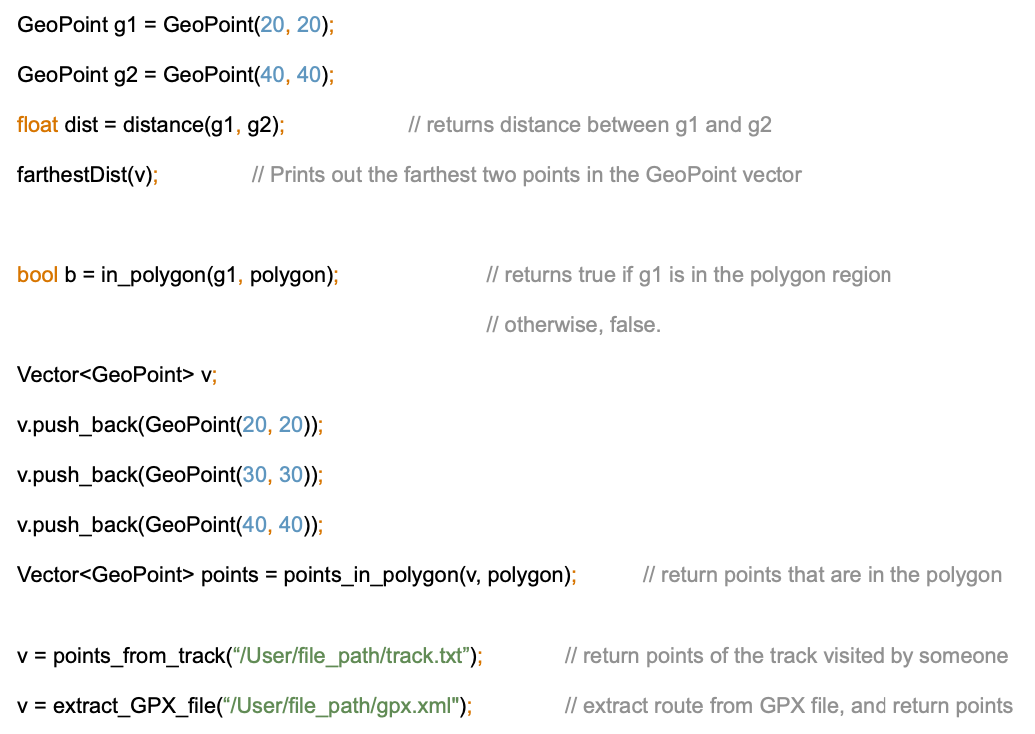 GeoPoint g1 = GeoPoint(20, 20);
GeoPoint g2 = GeoPoint(40, 40);
float dist = distance(g1, g2); // returns distance between g1 and g2
farthestDist(v); // Prints out the farthest two points in the GeoPoint vector
bool b = in_polygon(g1, polygon); // returns true if g1 is in the polygon region
// otherwise, false.
Vector<GeoPoint> v;
v.push_back(GeoPoint(20, 20));
v.push_back(GeoPoint(30, 30));
v.push_back(GeoPoint(40, 40));
Vector<GeoPoint> points = points_in_polygon(v, polygon); // return points that are in the polygon
v = points_from_track(“/User/file_path/track.txt”); // return points of the track visited by someone
v = extract_GPX_file(“/User/file_path/gpx.xml"); // extract route from GPX file, and return points